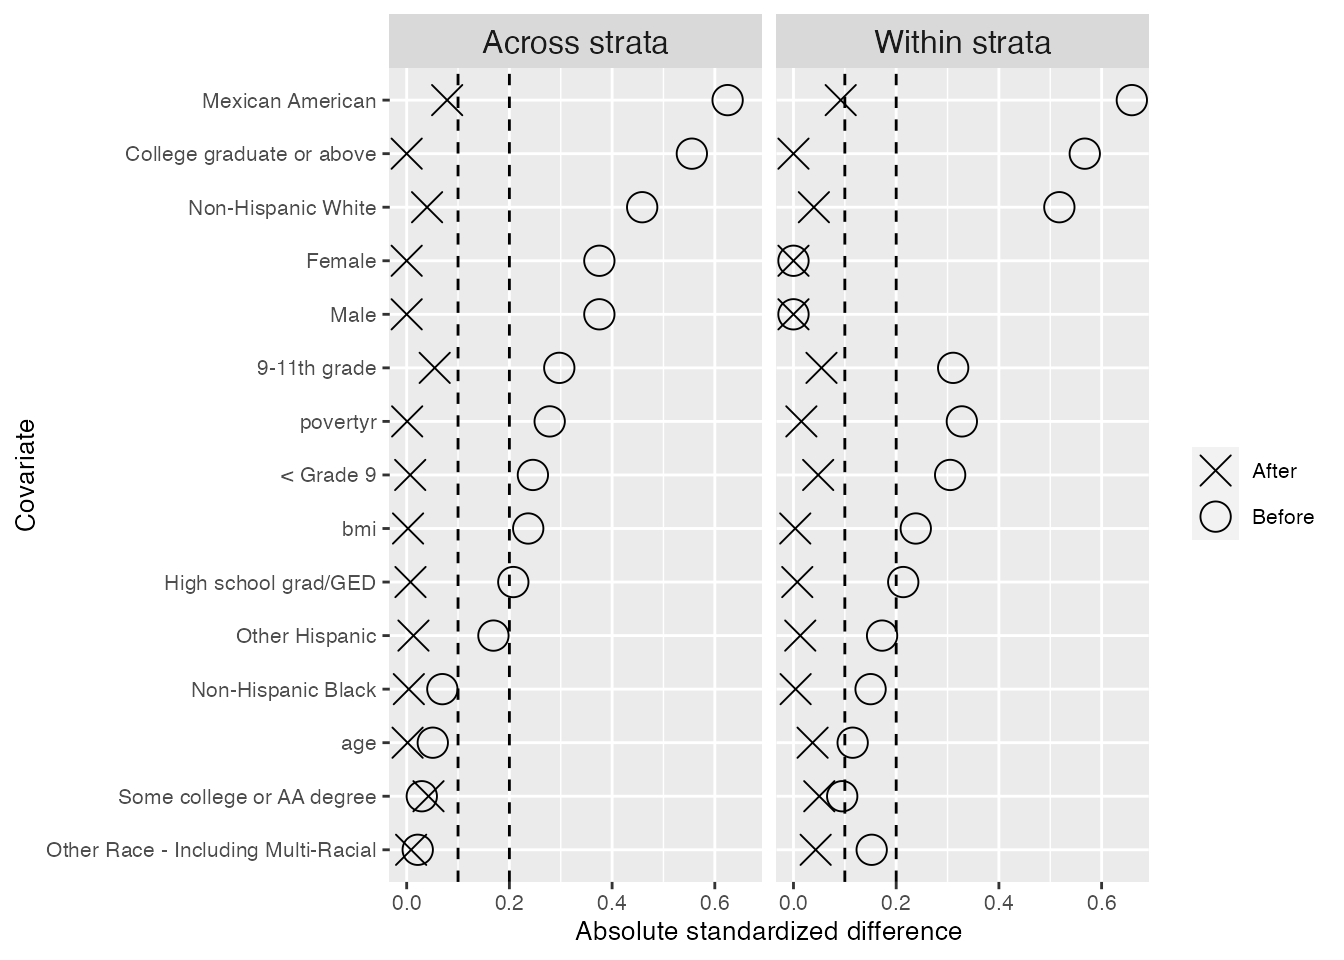 Across strata
Within strata
Covariate
Mexican American
College graduate or above
Non-Hispanic White
Female
Male
9-11th grade
povertyr
< Grade 9
bmi
High school grad/GED
Other Hispanic
Non-Hispanic Black
age
Some college or AA degree
Other Race - Including Multi-Racial
0.0 0.2 0.4 0.6
0.0 0.2 0.4 0.6
Absolute standardized difference
After
Before